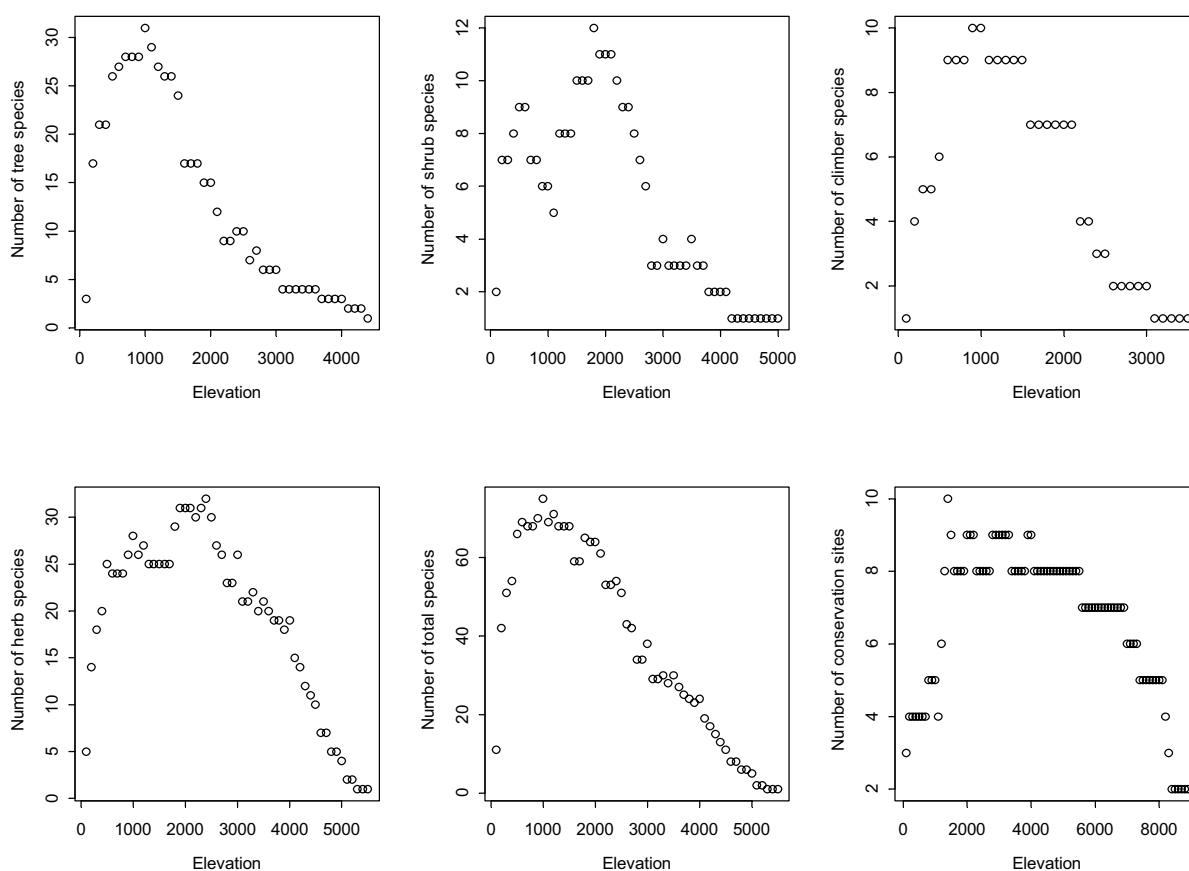 Number of tree species
0 5 10 15 20 25 30
0 1000 2000 3000 4000
Elevation
Number of shrub species
2 4 6 8 10 12
0 1000 2000 3000 4000 5000
Elevation
Number of climber species
2 4 6 8 10
0 1000 2000 3000
Elevation
Number of herb species
0 5 10 15 20 25 30
0 1000 2000 3000 4000 5000
Elevation
Number of total species
0 20 40 60
0 1000 2000 3000 4000 5000
Elevation
Number of conservation sites
2 4 6 8 10
0 2000 4000 6000 8000
Elevation